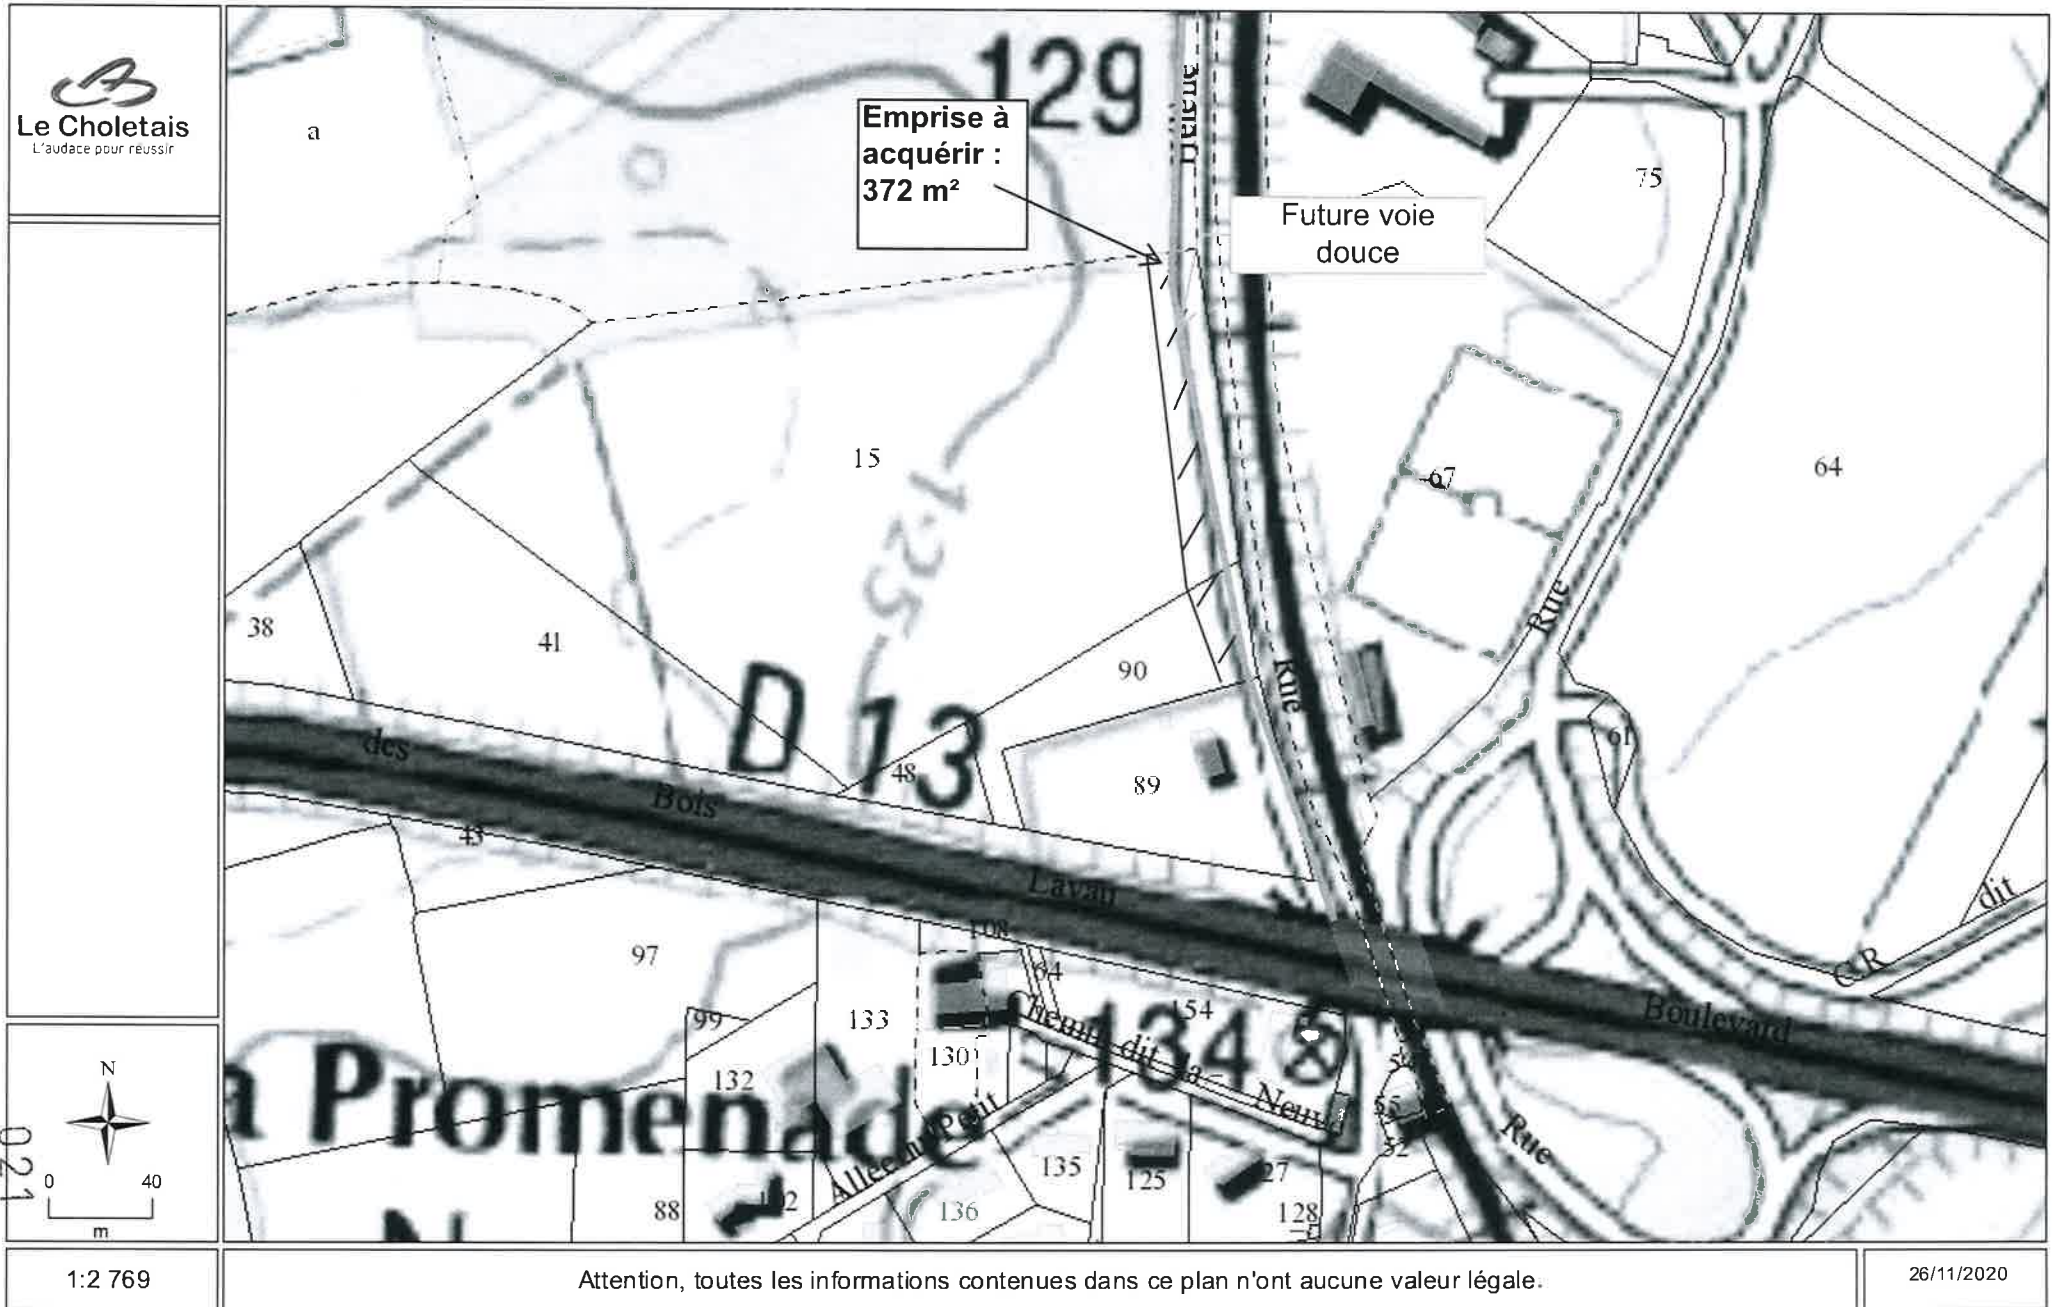 Le Choletais
L'audace pour réussir
129
a
Emprise à
acquérir :
372 m²
Future voie
douce
75
15
67
64
125
38
41
90
Rue
Rue
D 13
48
89
61
des
Bois
43
Lavau
dit
C R
97
108
64
154
Boulevard
99
133
134
Chemin dit la Neuve
130
132
55
52
Promenade
Allée du Petit
Rue
135
125
27
88
136
128
N
0 40
m
021
1:2 769
Attention, toutes les informations contenues dans ce plan n'ont aucune valeur légale.
26/11/2020